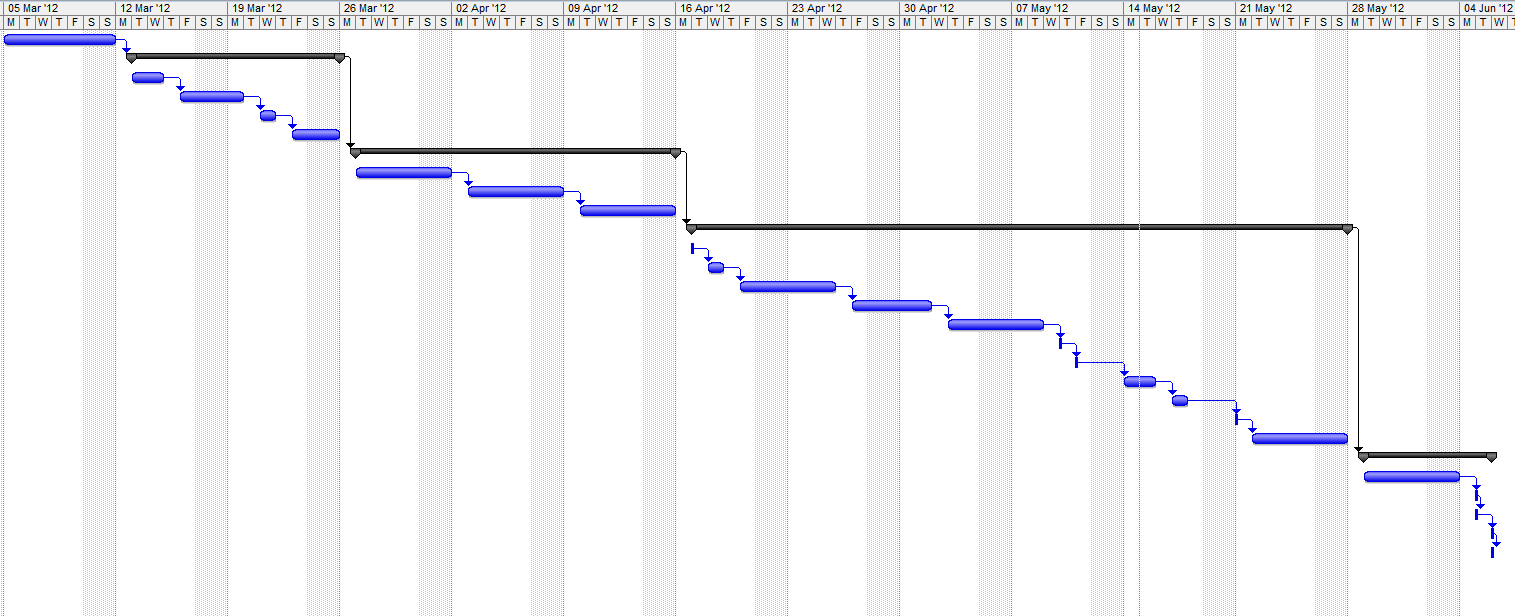 05 Mar '12 12 Mar '12 19 Mar '12 26 Mar '12 02 Apr '12 09 Apr '12 16 Apr '12 23 Apr '12 30 Apr '12 07 May '12 14 May '12 21 May '12 28 May '12 04 Jun '12
M T W T F S S M T W T F S S M T W T F S S M T W T F S S M T W T F S S M T W T F S S M T W T F S S M T W T F S S M T W T F S S M T W T F S S M T W T F S S M T W T F S S M T W T F S S M T W T